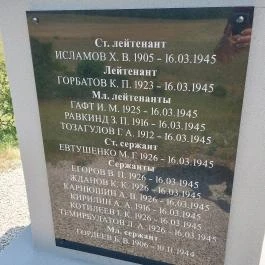 Ст. лейтенант
ИСЛАМОВ Х. В. 1905 - 16.03.1945
Лейтенант
ГОРБАТОВ К. П. 1923 - 16.03.1945
Мл. лейтенанты
ГАФТ И. М. 1925 - 16.03.1945
РАВКИНД З. П. 1916 - 16.03.1945
ТОЗАГУЛОВ Г. А. 1912 - 16.03.1945
Ст. сержант
ЕВТУШЕНКО М. Г. 1926 - 16.03.1945
Сержанты
ЕГОРОВ В. П. 1926 - 16.03.1945
ЖДАНОВ К. К. 1926 - 16.03.1945
КАРНЮШИН А. В. 1926 - 16.03.1945
КИРИЛИН А. А. 1916 - 16.03.1945
КОТИЛЕЕВ Т. К. 1926 - 16.03.1945
ТЕМИРБУЛАТОВ Л. А. 1926 - 16.03.1945
Мл. сержант
ГОРДЕЕВ К. В. 1906 - 10.11.1944